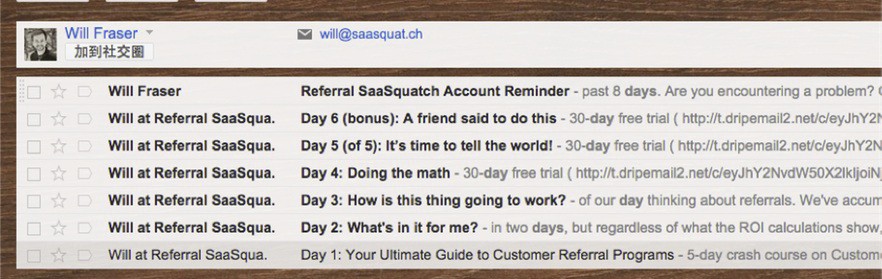 Will Fraser
will@saasquat.ch
加到社交圈
Will Fraser Referral SaaSquatch Account Reminder - past 8 days. Are you encountering a problem?
Will at Referral SaaSqua. Day 6 (bonus): A friend said to do this - 30-day free trial ( http://t.dripemail2.net/c/eyJhY2N
Will at Referral SaaSqua. Day 5 (of 5): It's time to tell the world! - 30-day free trial ( http://t.dripemail2.net/c/eyJhY2
Will at Referral SaaSqua. Day 4: Doing the math - 30-day free trial ( http://t.dripemail2.net/c/eyJhY2NvdW50X2lkIjoiNj
Will at Referral SaaSqua. Day 3: How is this thing going to work? - of our day thinking about referrals. We've accum
Will at Referral SaaSqua. Day 2: What's in it for me? - in two days, but regardless of what the ROI calculations show,
Will at Referral SaaSqua. Day 1: Your Ultimate Guide to Customer Referral Programs - 5-day crash course on Custom